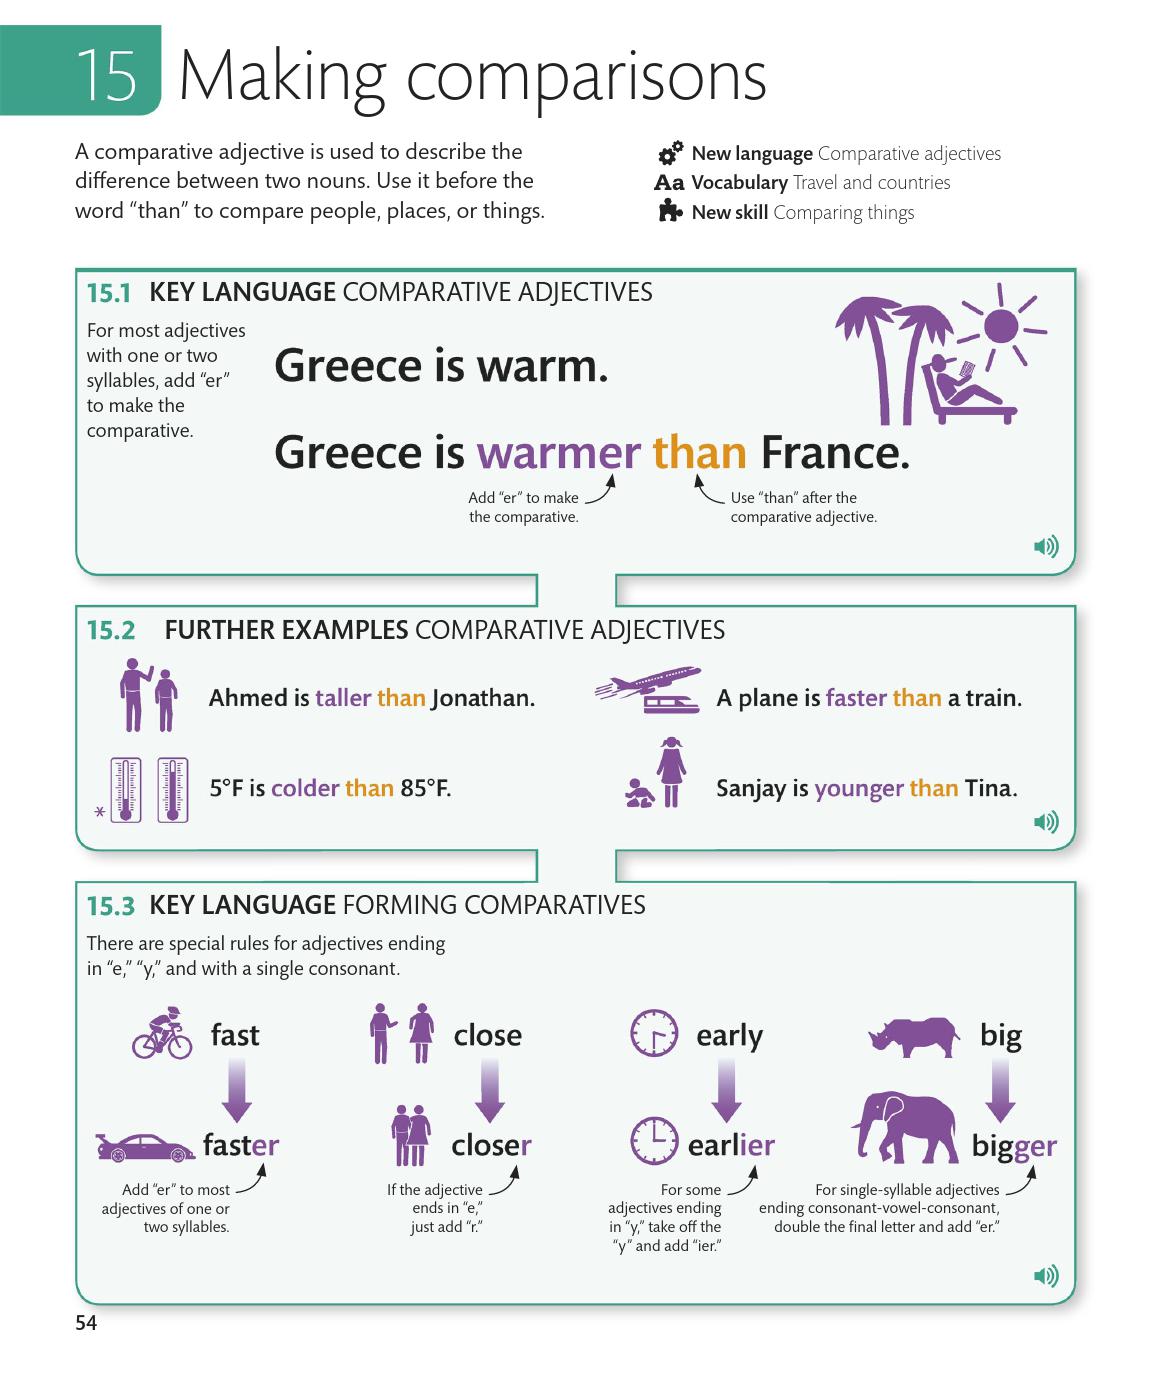 15 Making comparisons
A comparative adjective is used to describe the
difference between two nouns. Use it before the
word “than” to compare people, places, or things.
New language Comparative adjectives
Aa Vocabulary Travel and countries
New skill Comparing things
15.1 KEY LANGUAGE COMPARATIVE ADJECTIVES
For most adjectives
with one or two
syllables, add “er”
to make the
comparative.
Greece is warm.
Greece is warmer than France.
Add “er” to make
the comparative.
Use “than” after the
comparative adjective.
15.2 FURTHER EXAMPLES COMPARATIVE ADJECTIVES
Ahmed is taller than Jonathan.
A plane is faster than a train.
*
5°F is colder than 85°F.
Sanjay is younger than Tina.
15.3 KEY LANGUAGE FORMING COMPARATIVES
There are special rules for adjectives ending
in “e,” “y,” and with a single consonant.
fast
faster
Add “er” to most
adjectives of one or
two syllables.
close
closer
If the adjective
ends in “e,”
just add “r.”
early
earlier
For some
adjectives ending
in “y,” take off the
“y” and add “ier.”
big
bigger
For single-syllable adjectives
ending consonant-vowel-consonant,
double the final letter and add “er.”
54